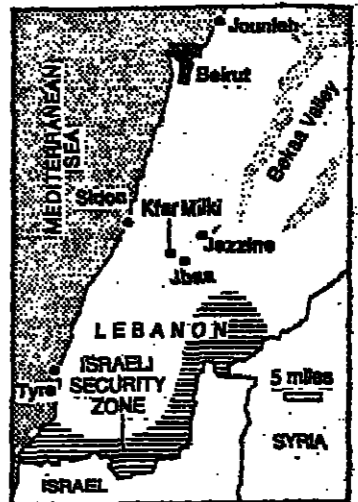 Jounieh
Beirut
MEDITERRANEAN
SEA
Bekaa Valley
Sidon
Kfar Milki
Jezzine
Jbaa
LEBANON
ISRAELI
SECURITY
ZONE
Tyre
5 miles
SYRIA
ISRAEL